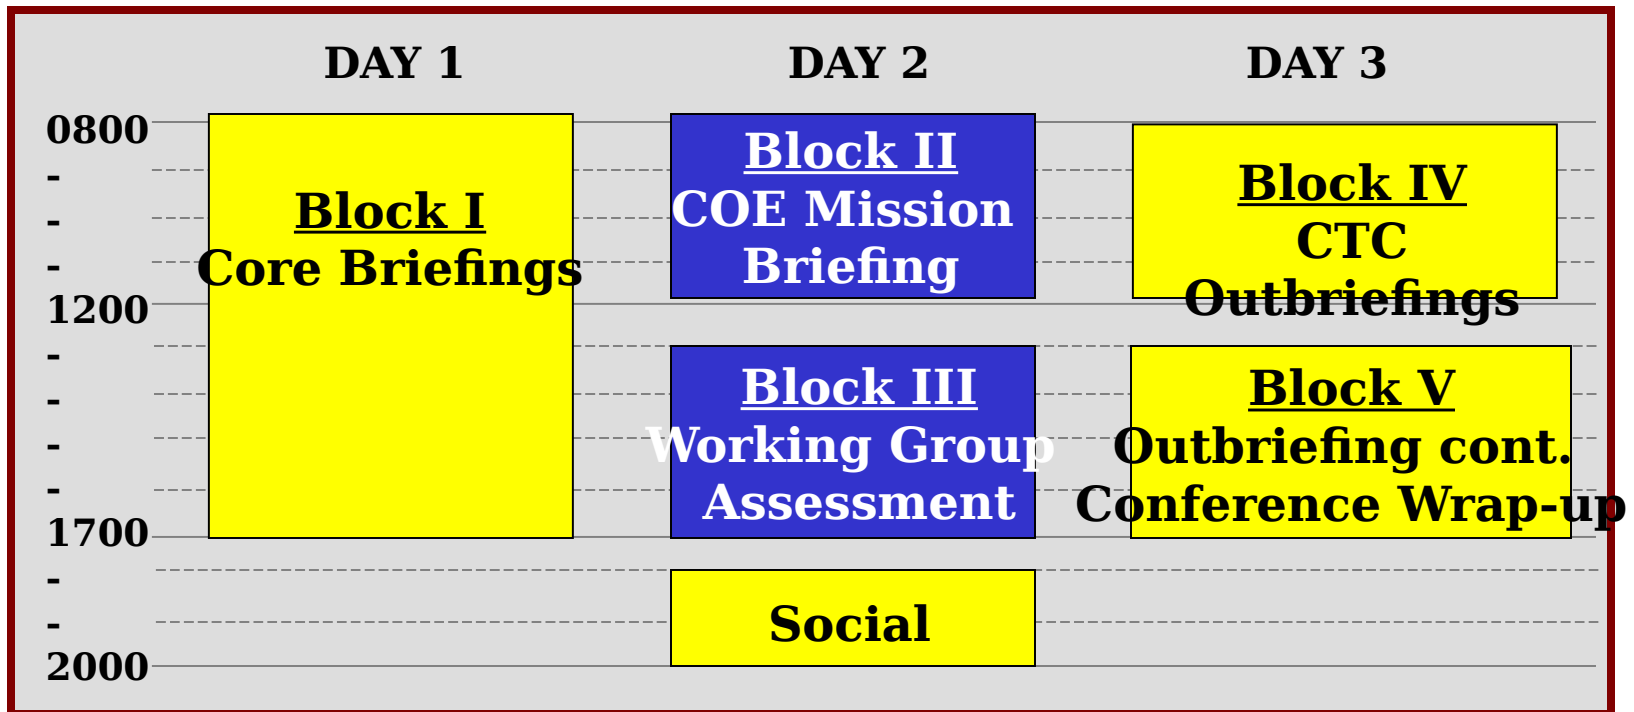 DAY 1
DAY 2
DAY 3
0800
-
-
-
1200
-
-
-
-
1700
-
-
2000
Block I
Core Briefings
Block II
COE Mission
Briefing
Block III
Working Group
Assessment
Social
Block IV
CTC
Outbriefings
Block V
Outbriefing cont.
Conference Wrap-up